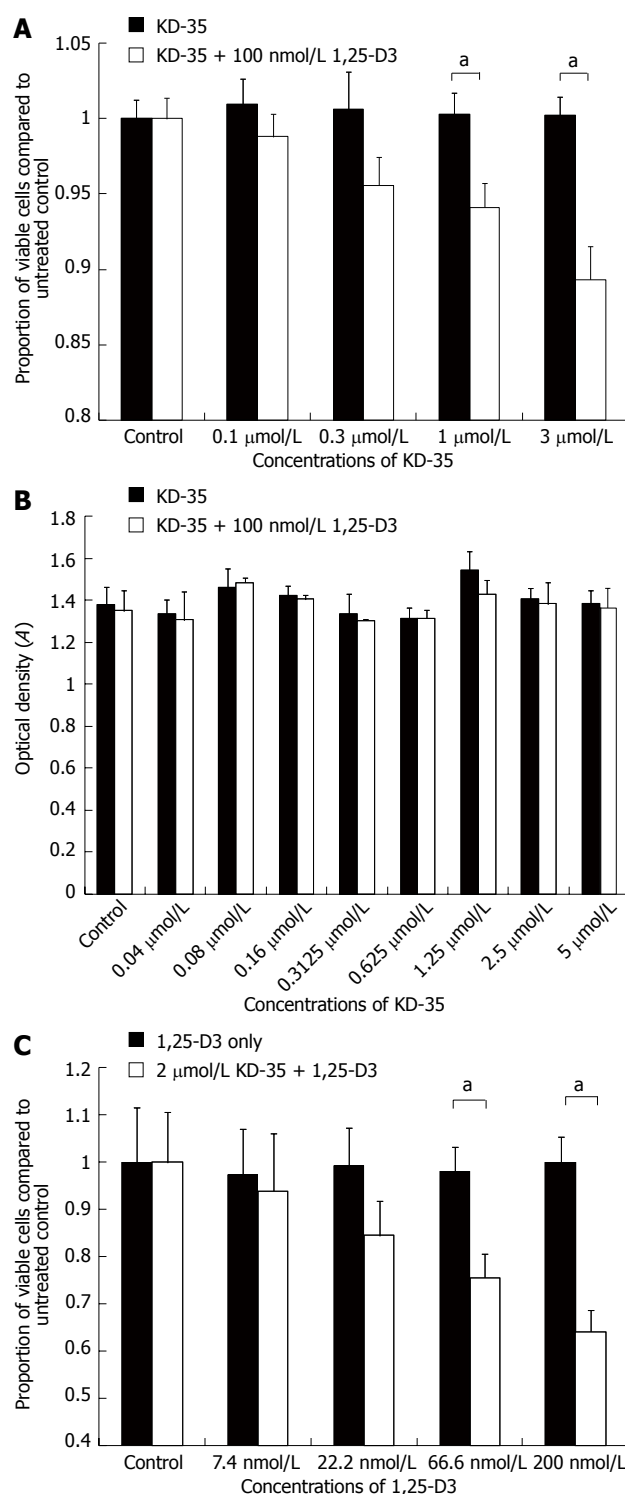 A
KD-35
KD-35 + 100 nmol/L 1,25-D3
1.05
1
0.95
0.9
0.85
0.8
a
a
Proportion of viable cells compared to
untreated control
Control
0.1 μmol/L
0.3 μmol/L
1 μmol/L
3 μmol/L
Concentrations of KD-35
B
KD-35
KD-35 + 100 nmol/L 1,25-D3
1.8
1.6
1.4
1.2
1
0.8
0.6
0.4
0.2
0
Optical density (A)
Control
0.04 μmol/L
0.08 μmol/L
0.16 μmol/L
0.3125 μmol/L
0.625 μmol/L
1.25 μmol/L
2.5 μmol/L
5 μmol/L
Concentrations of KD-35
C
1,25-D3 only
2 μmol/L KD-35 + 1,25-D3
1.2
1.1
1
0.9
0.8
0.7
0.6
0.5
0.4
a
a
Proportion of viable cells compared to
untreated control
Control
7.4 nmol/L
22.2 nmol/L
66.6 nmol/L
200 nmol/L
Concentrations of 1,25-D3